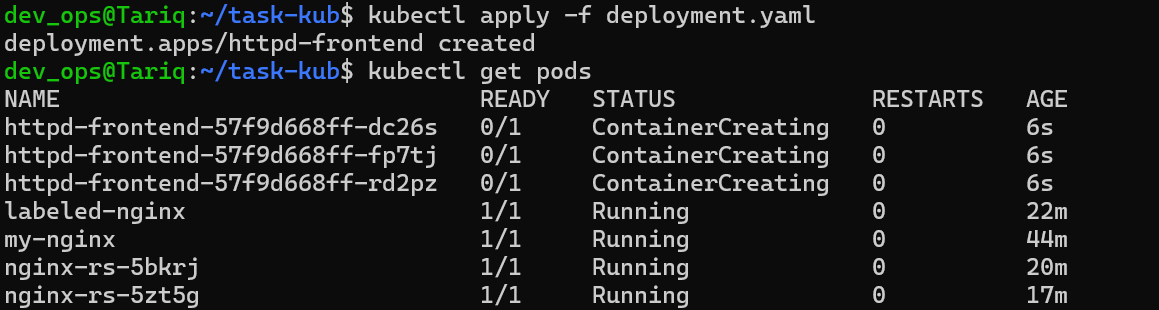 dev_ops@Tariq:~/task-kub$ kubectl apply -f deployment.yaml
deployment.apps/httpd-frontend created
dev_ops@Tariq:~/task-kub$ kubectl get pods
NAME READY STATUS RESTARTS AGE
httpd-frontend-57f9d668ff-dc26s 0/1 ContainerCreating 0 6s
httpd-frontend-57f9d668ff-fp7tj 0/1 ContainerCreating 0 6s
httpd-frontend-57f9d668ff-rd2pz 0/1 ContainerCreating 0 6s
labeled-nginx 1/1 Running 0 22m
my-nginx 1/1 Running 0 44m
nginx-rs-5bkrj 1/1 Running 0 20m
nginx-rs-5zt5g 1/1 Running 0 17m